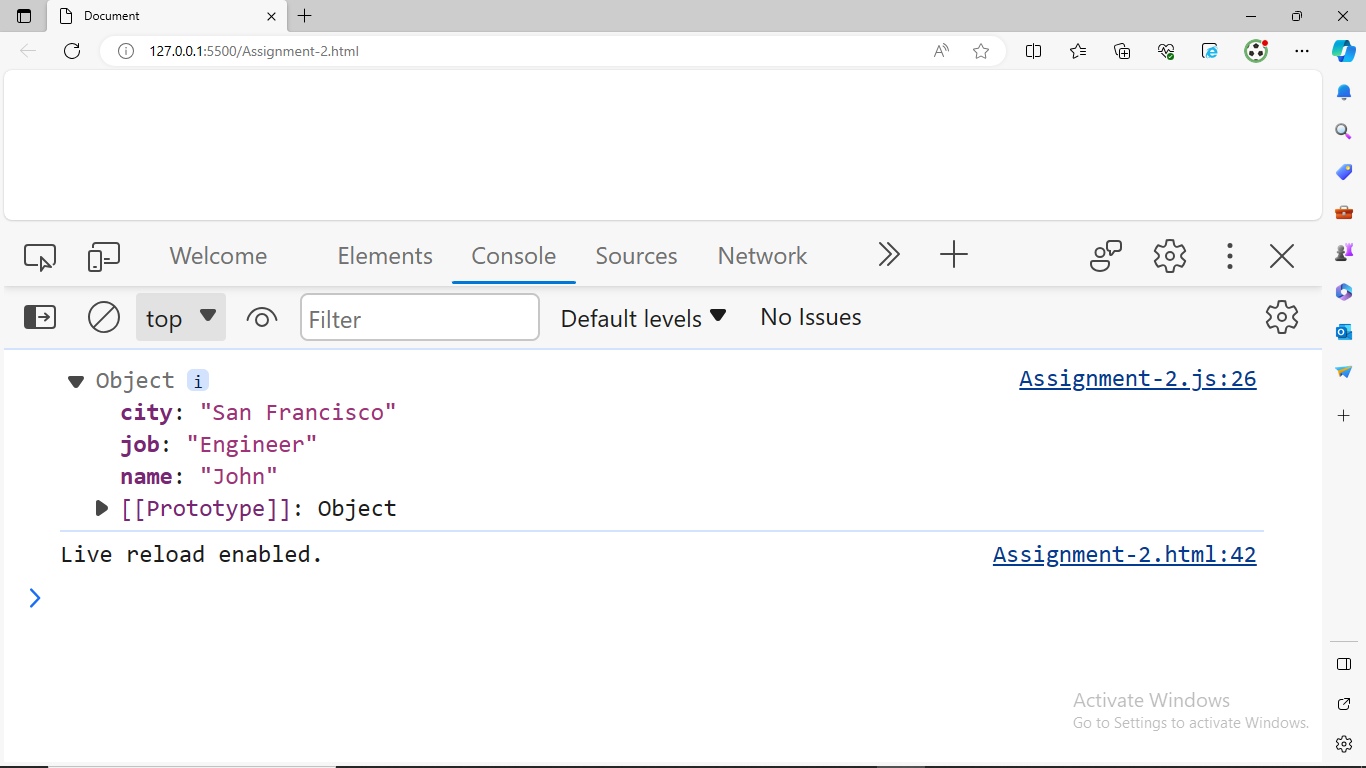 Document
127.0.0.1:5500/Assignment-2.html
Welcome Elements Console Sources Network
top Filter Default levels No Issues
Object i Assignment-2.js:26
city: "San Francisco"
job: "Engineer"
name: "John"
[[Prototype]]: Object
Live reload enabled. Assignment-2.html:42
Activate Windows
Go to Settings to activate Windows.